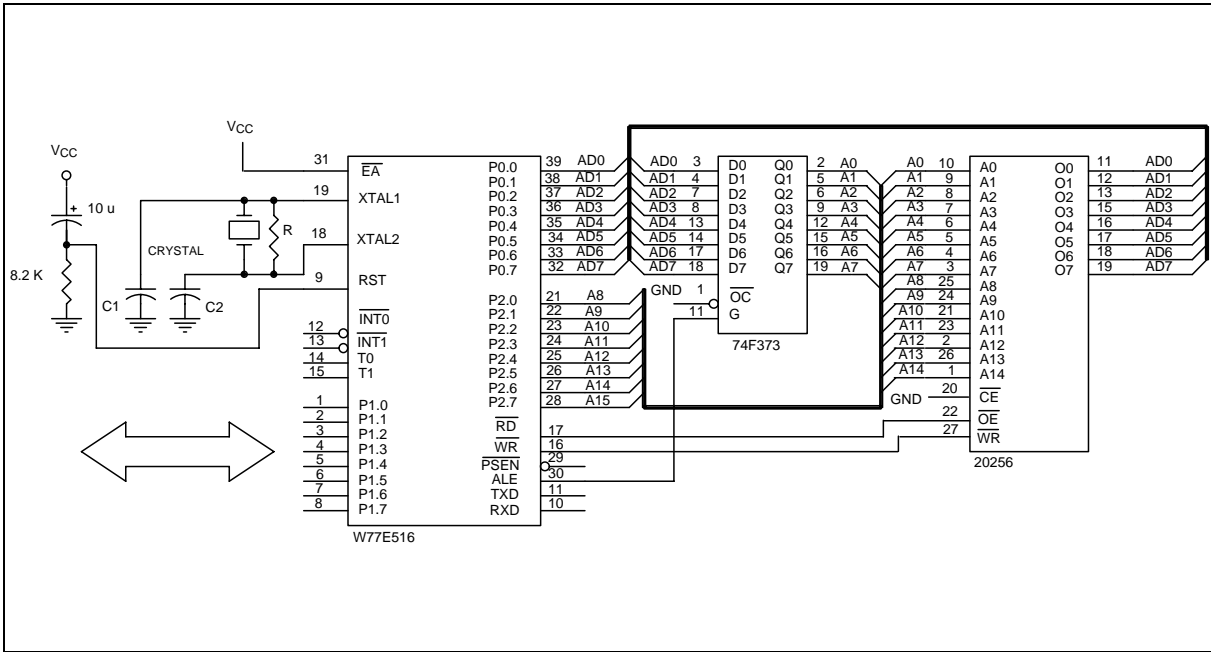 VCC
10 u
8.2 K
VCC
C1
C2
CRYSTAL
R
31 EA
19 XTAL1
18 XTAL2
9 RST
12 INT0
13 INT1
14 T0
15 T1
1 P1.0
2 P1.1
3 P1.2
4 P1.3
5 P1.4
6 P1.5
7 P1.6
8 P1.7
P0.0 39 AD0
P0.1 38 AD1
P0.2 37 AD2
P0.3 36 AD3
P0.4 35 AD4
P0.5 34 AD5
P0.6 33 AD6
P0.7 32 AD7
P2.0 21 A8
P2.1 22 A9
P2.2 23 A10
P2.3 24 A11
P2.4 25 A12
P2.5 26 A13
P2.6 27 A14
P2.7 28 A15
RD 17
WR 16
PSEN 29
ALE 30
TXD 11
RXD 10
W77E516
AD0 3 D0 Q0 2 A0
AD1 4 D1 Q1 5 A1
AD2 7 D2 Q2 6 A2
AD3 8 D3 Q3 9 A3
AD4 13 D4 Q4 12 A4
AD5 14 D5 Q5 15 A5
AD6 17 D6 Q6 16 A6
AD7 18 D7 Q7 19 A7
GND 1 OC
11 G
74F373
A0 10 A0 O0 11 AD0
A1 9 A1 O1 12 AD1
A2 8 A2 O2 13 AD2
A3 7 A3 O3 15 AD3
A4 6 A4 O4 16 AD4
A5 5 A5 O5 17 AD5
A6 4 A6 O6 18 AD6
A7 3 A7 O7 19 AD7
A8 25 A8
A9 24 A9
A10 21 A10
A11 23 A11
A12 2 A12
A13 26 A13
A14 1 A14
GND 20 CE
22 OE
27 WR
20256